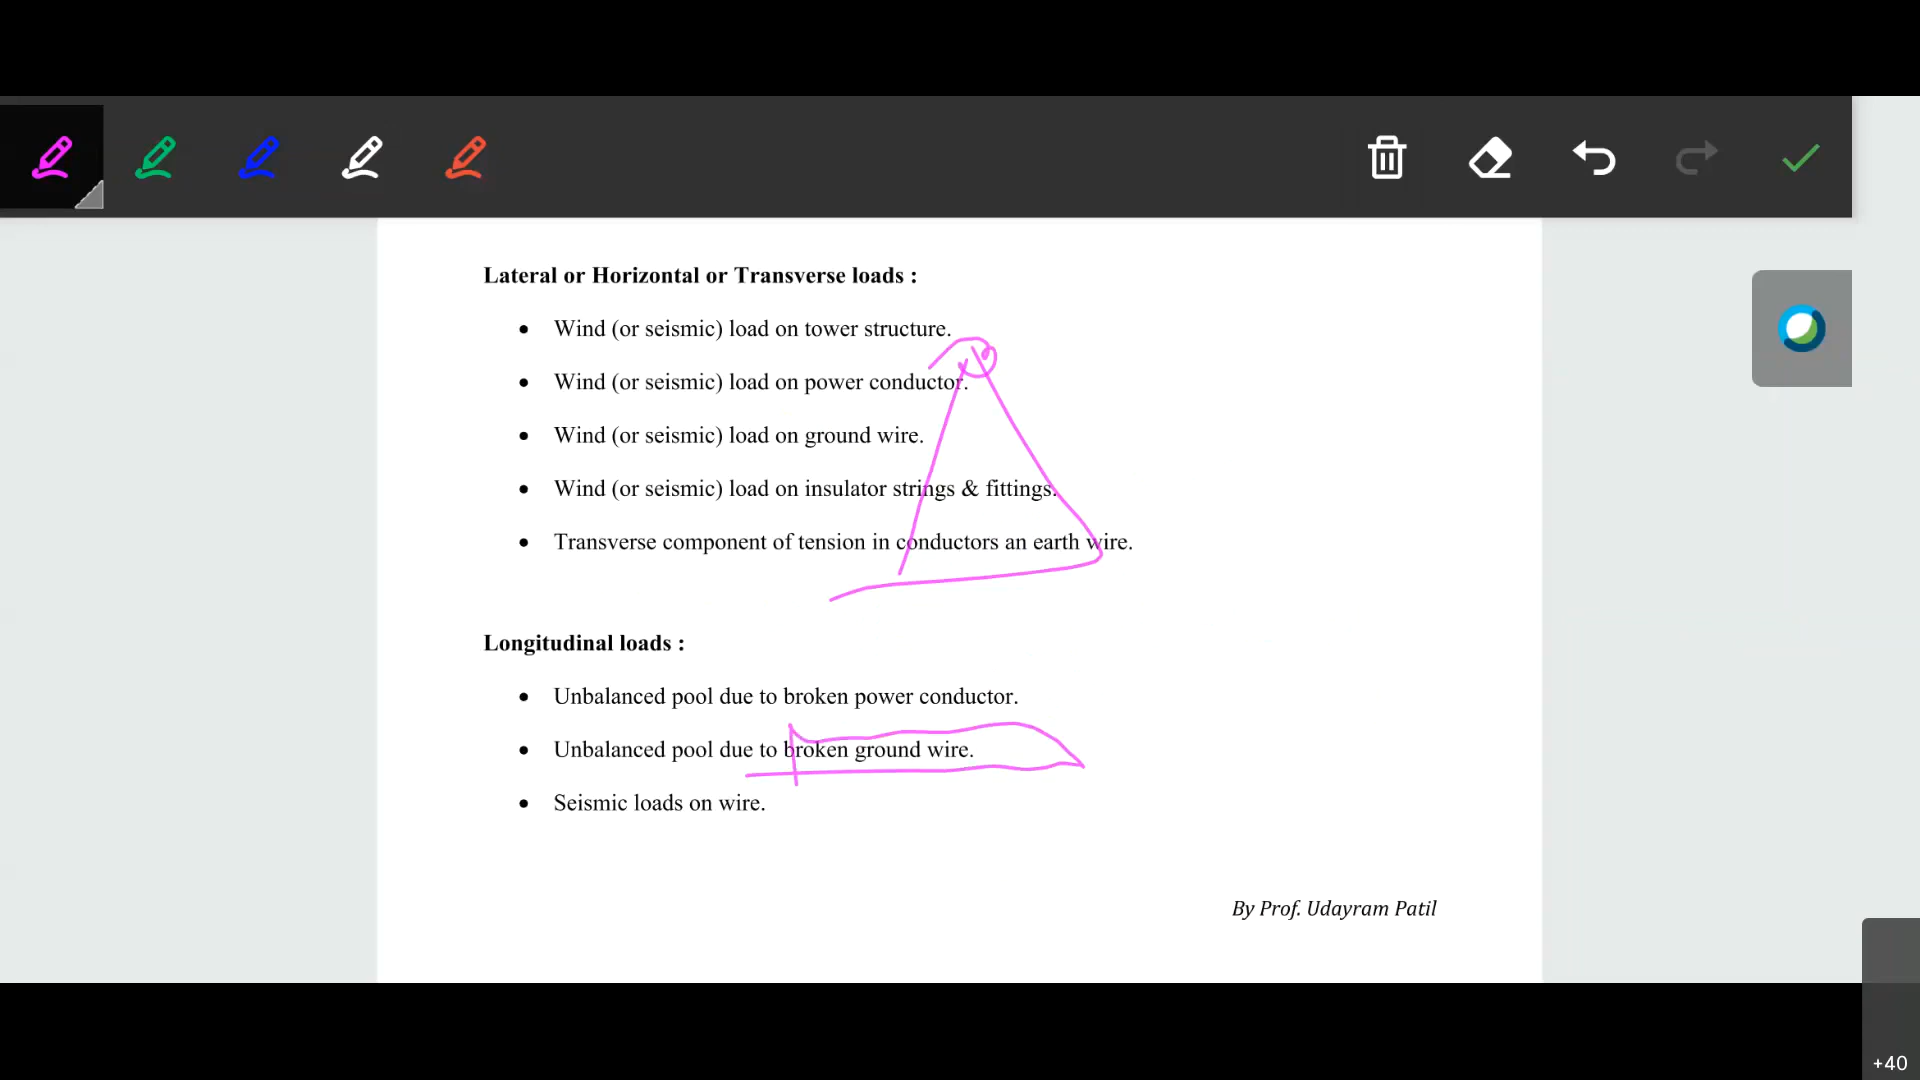 Lateral or Horizontal or Transverse loads :
• Wind (or seismic) load on tower structure.
• Wind (or seismic) load on power conductor.
• Wind (or seismic) load on ground wire.
• Wind (or seismic) load on insulator strings & fittings.
• Transverse component of tension in conductors an earth wire.
Longitudinal loads :
• Unbalanced pool due to broken power conductor.
• Unbalanced pool due to broken ground wire.
• Seismic loads on wire.
By Prof. Udayram Patil
+40